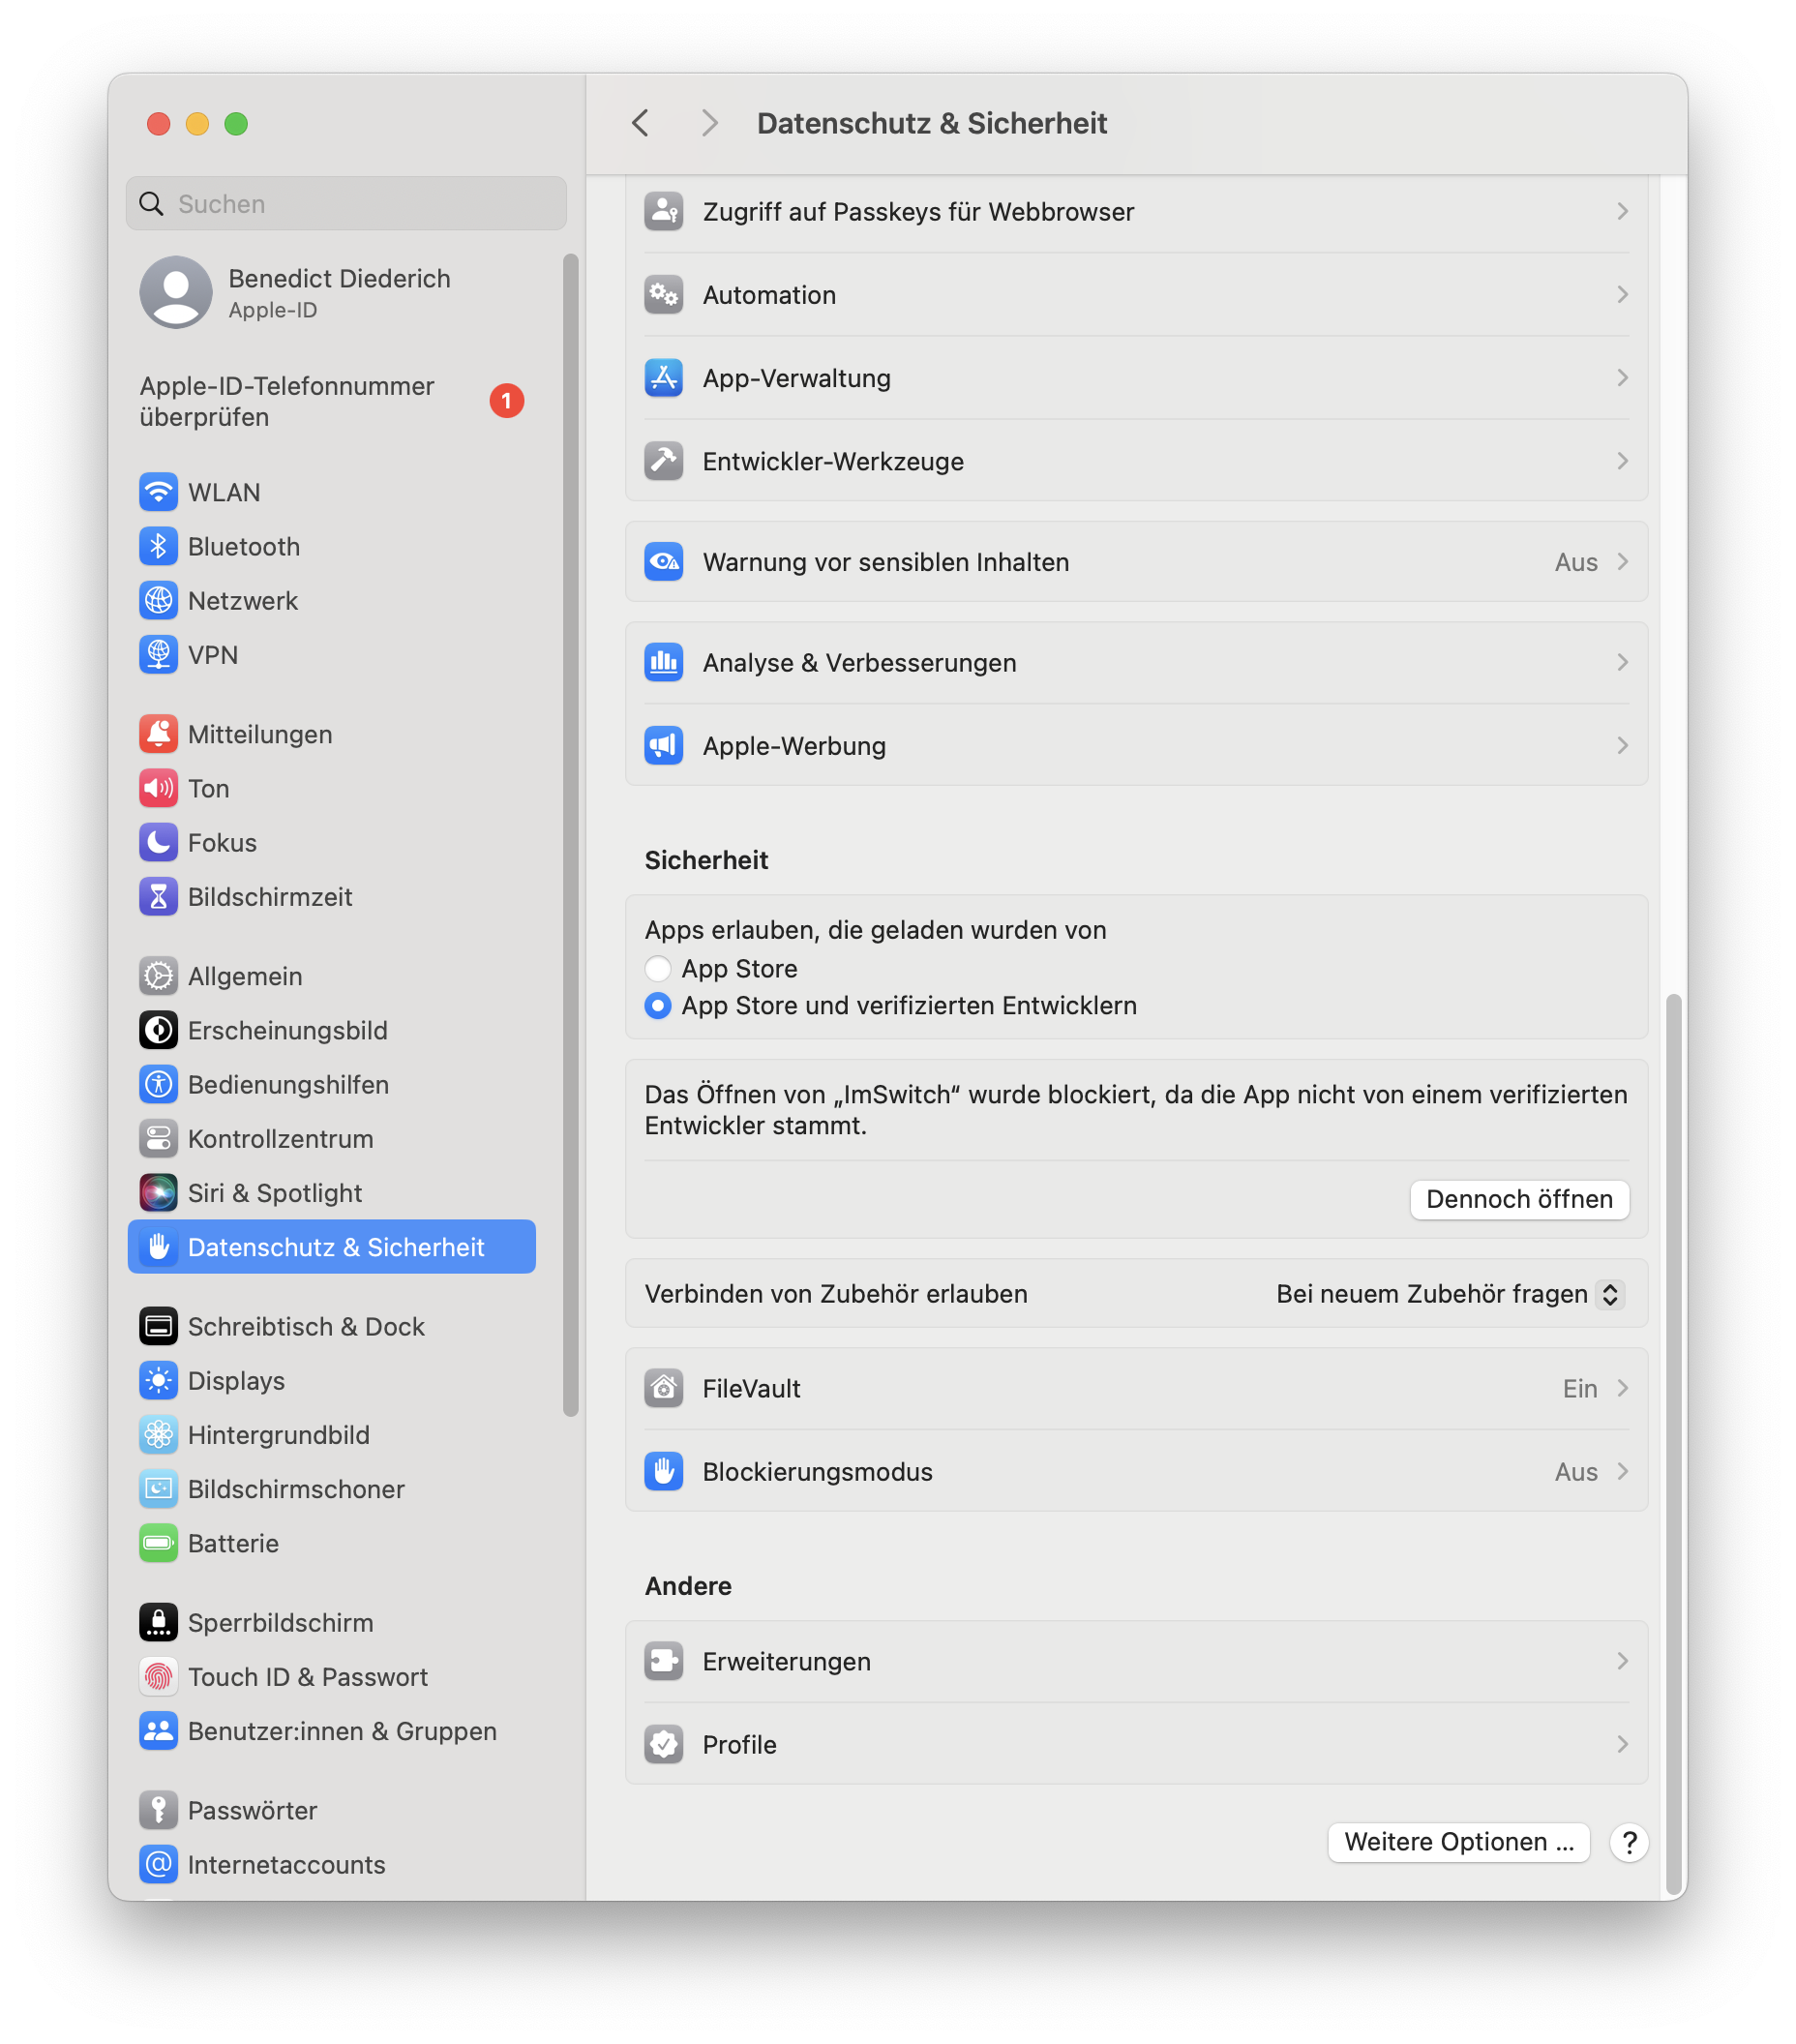 Datenschutz & Sicherheit
Suchen
Benedict Diederich
Apple-ID
Apple-ID-Telefonnummer
überprüfen
1
WLAN
Bluetooth
Netzwerk
VPN
Mitteilungen
Ton
Fokus
Bildschirmzeit
Allgemein
Erscheinungsbild
Bedienungshilfen
Kontrollzentrum
Siri & Spotlight
Datenschutz & Sicherheit
Schreibtisch & Dock
Displays
Hintergrundbild
Bildschirmschoner
Batterie
Sperrbildschirm
Touch ID & Passwort
Benutzer:innen & Gruppen
Passwörter
Internetaccounts
Zugriff auf Passkeys für Webbrowser
Automation
App-Verwaltung
Entwickler-Werkzeuge
Warnung vor sensiblen Inhalten Aus
Analyse & Verbesserungen
Apple-Werbung
Sicherheit
Apps erlauben, die geladen wurden von
App Store
App Store und verifizierten Entwicklern
Das Öffnen von „ImSwitch“ wurde blockiert, da die App nicht von einem verifizierten
Entwickler stammt.
Dennoch öffnen
Verbinden von Zubehör erlauben Bei neuem Zubehör fragen
FileVault Ein
Blockierungsmodus Aus
Andere
Erweiterungen
Profile
Weitere Optionen ... ?